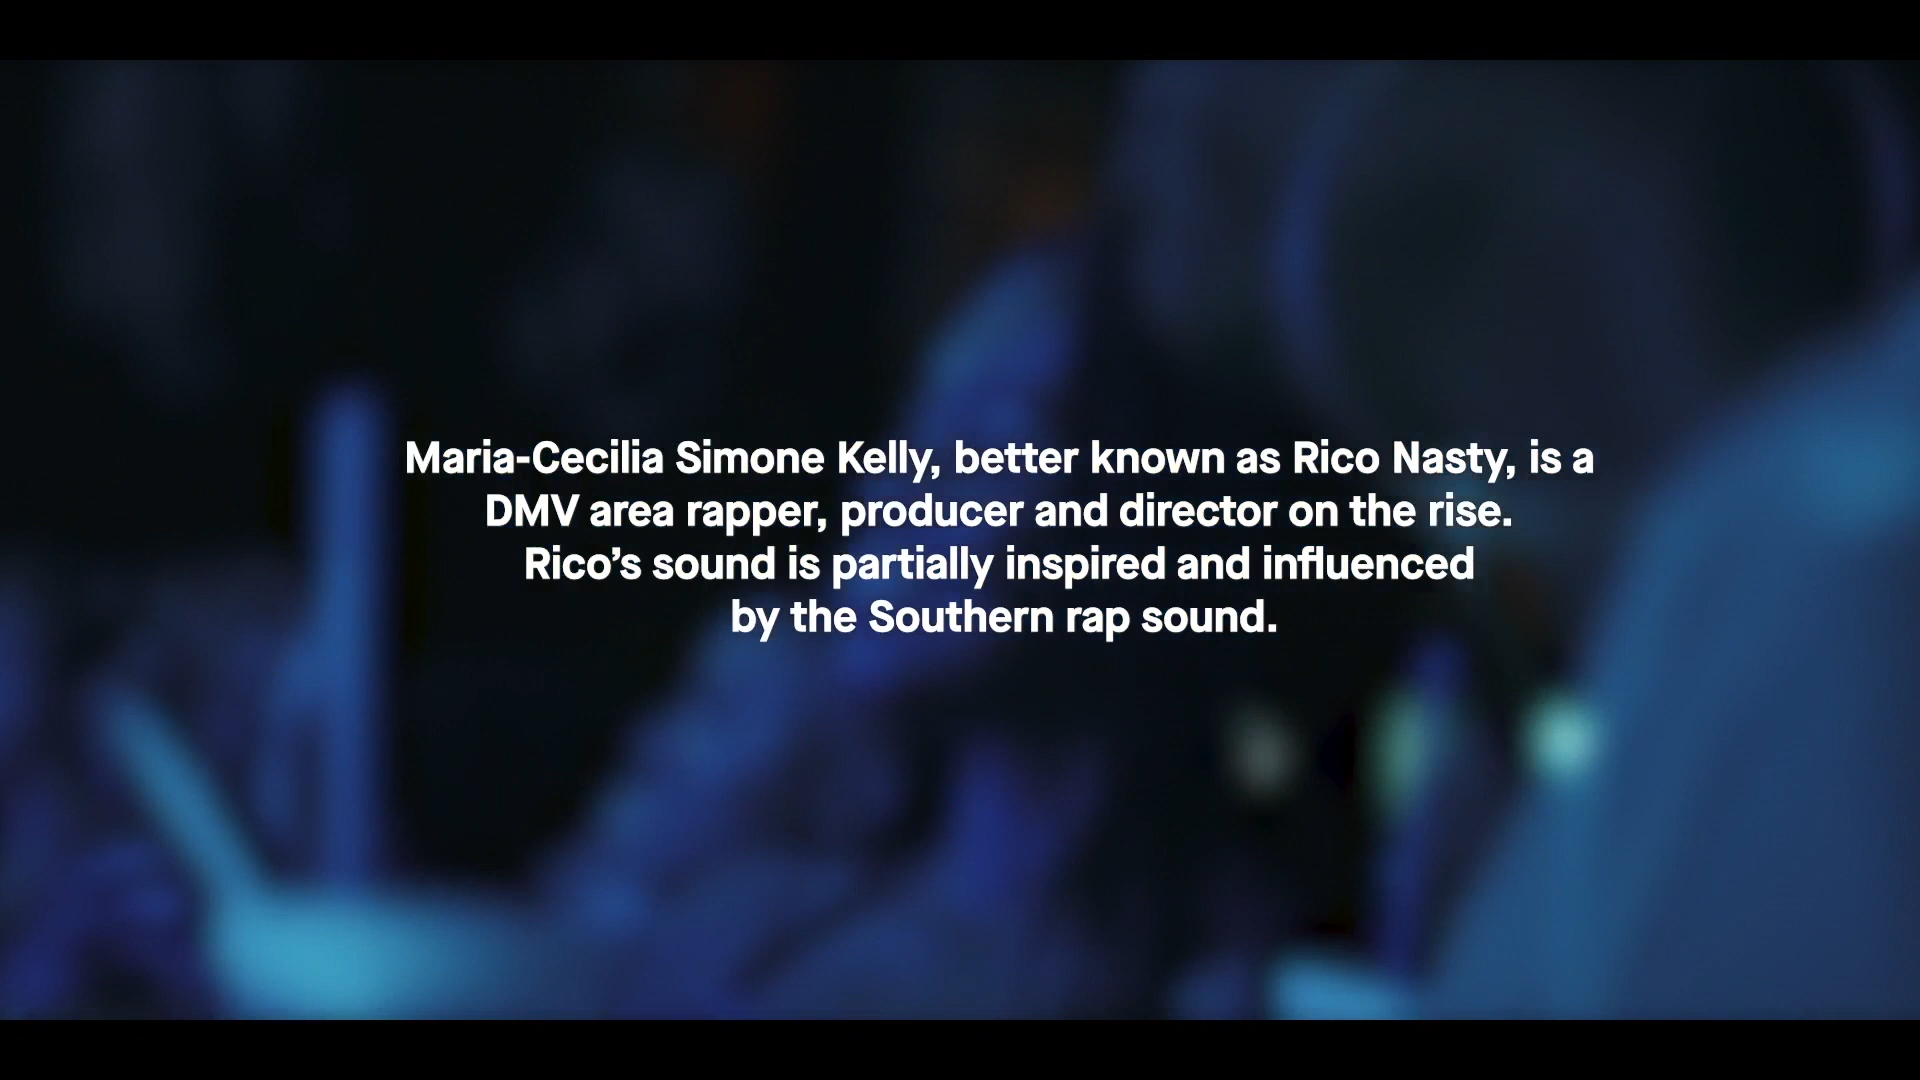 Maria-Cecilia Simone Kelly, better known as Rico Nasty, is a
DMV area rapper, producer and director on the rise.
Rico’s sound is partially inspired and influenced
by the Southern rap sound.